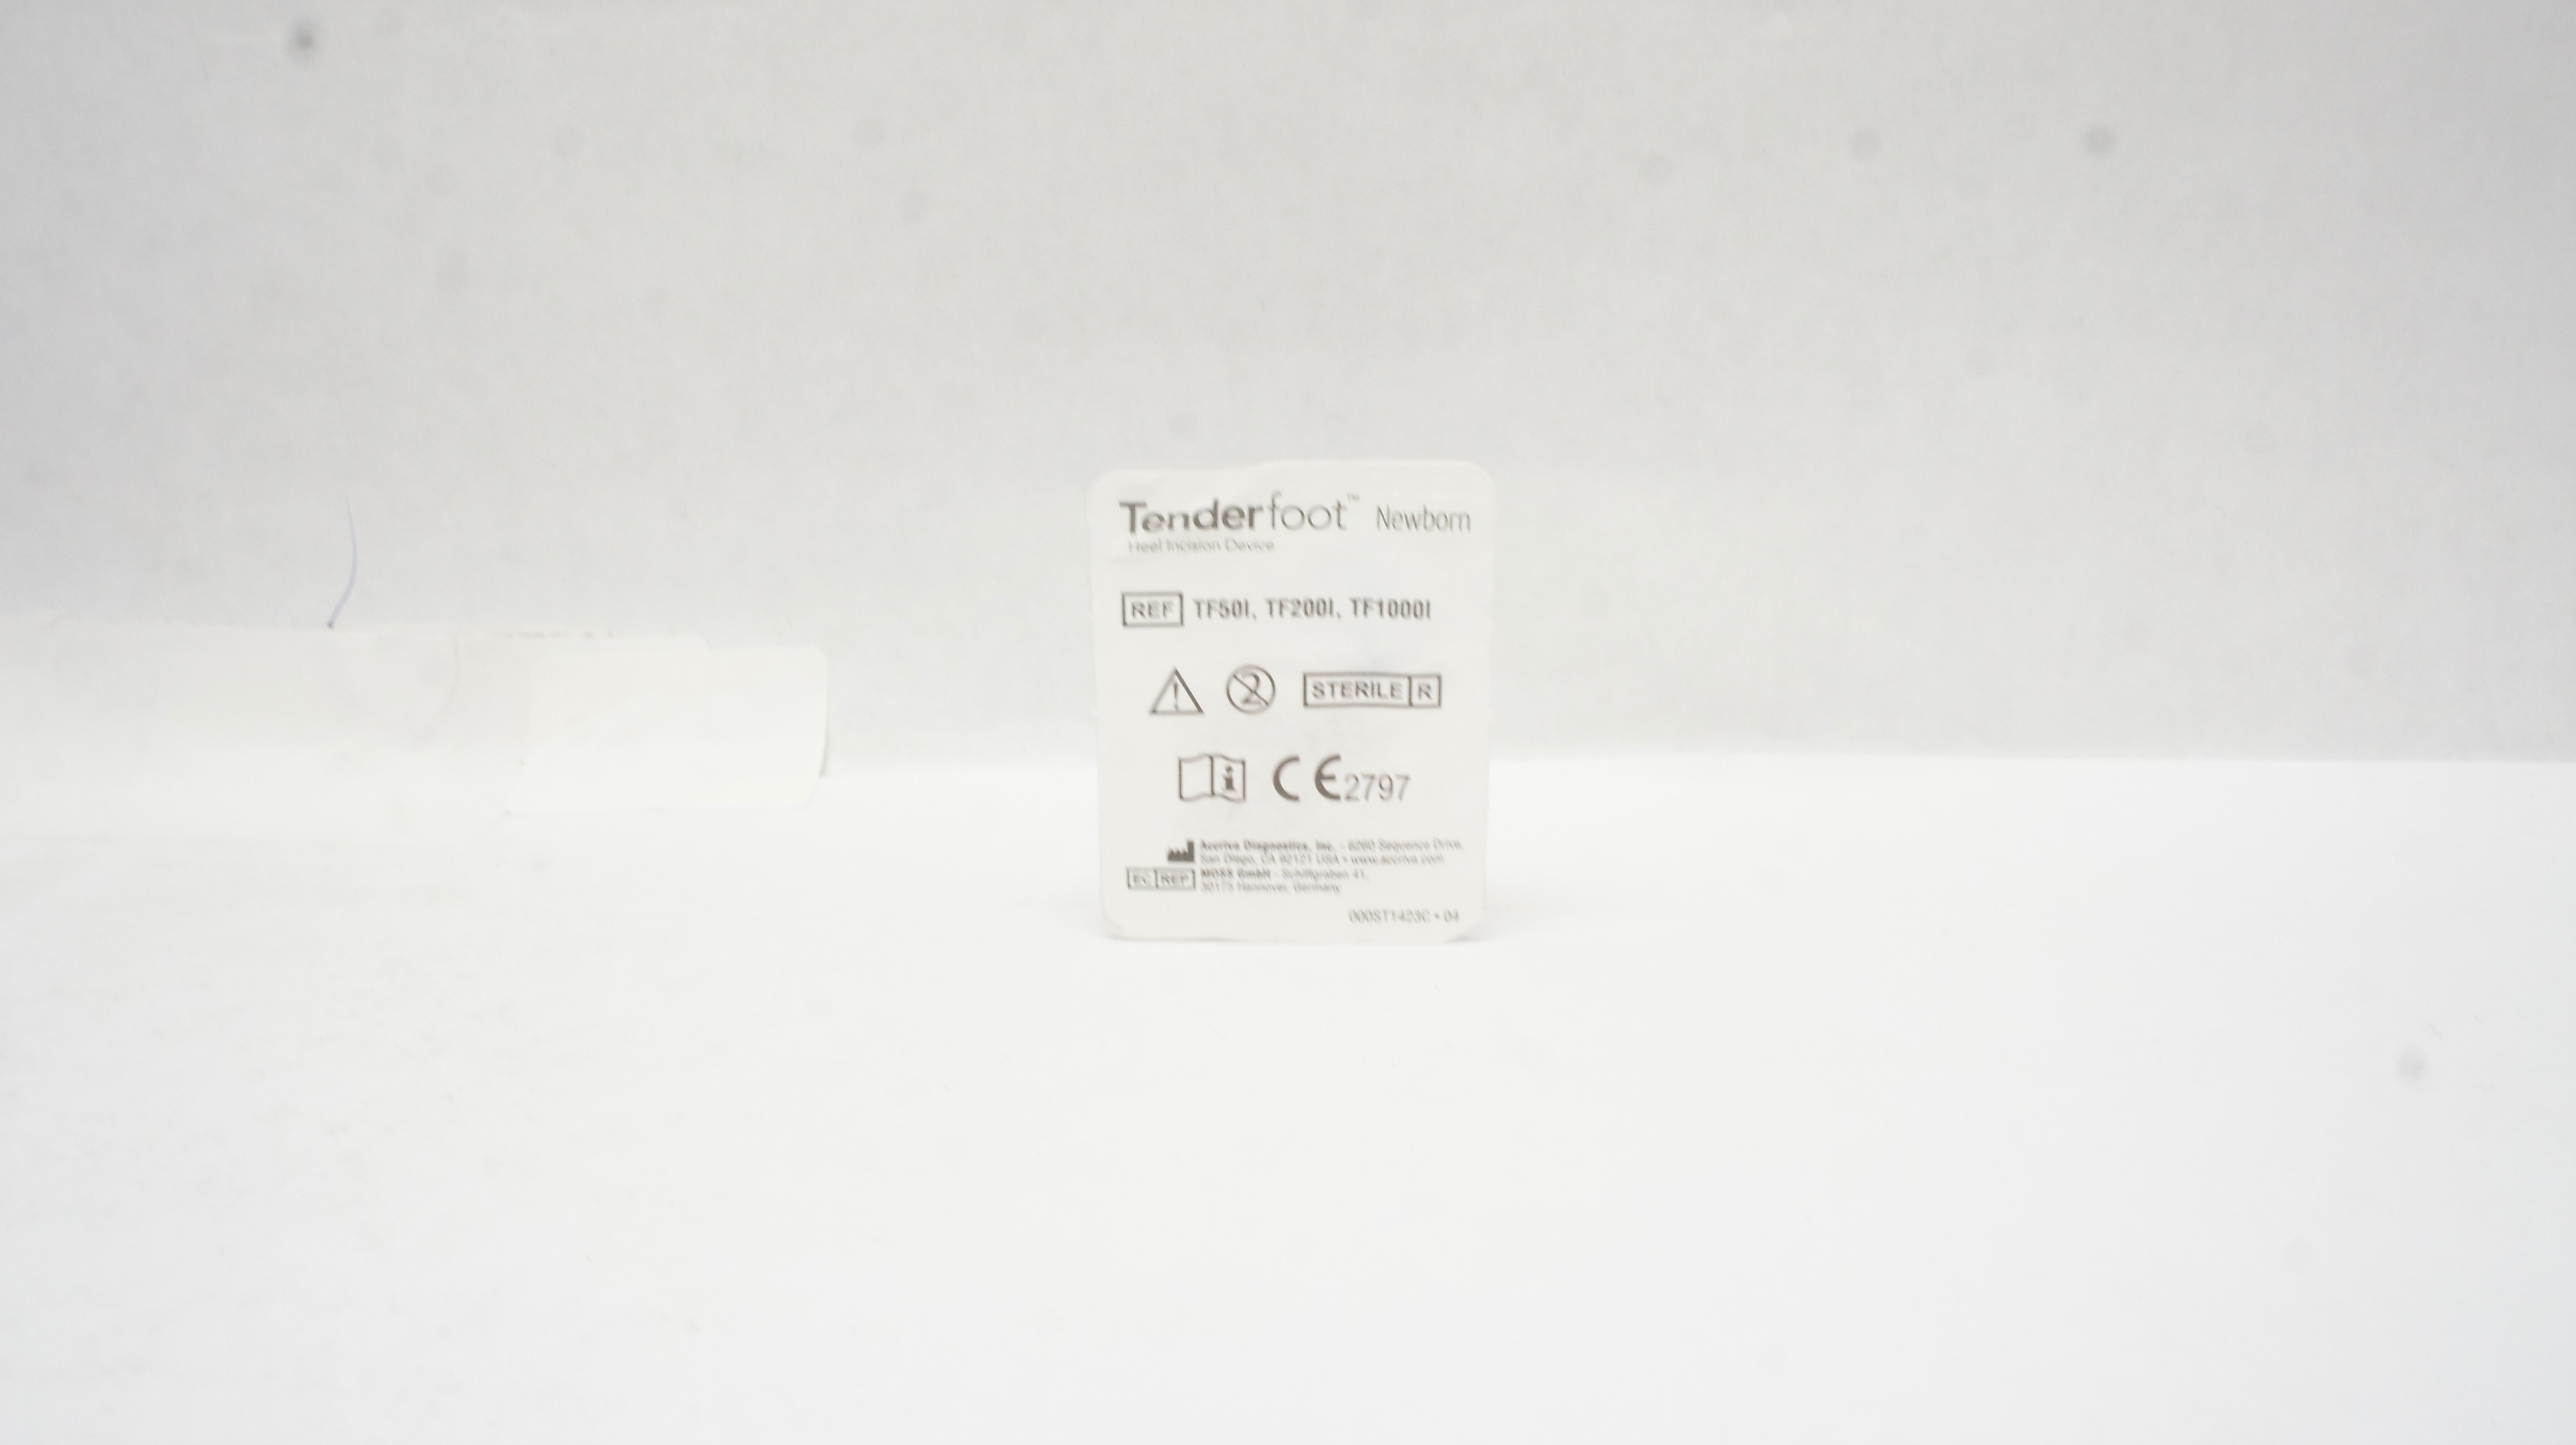 Tenderfoot™ Newborn
Heel Incision Device
REF TF50I, TF200I, TF1000I
STERILE R
CE 2797
Accriva Diagnostics, Inc. - 6260 Sequence Drive,
San Diego, CA 92121 USA • www.accriva.com
EC REP MDSS GmbH - Schiffgraben 41,
30175 Hannover, Germany
000ST1423C • 04